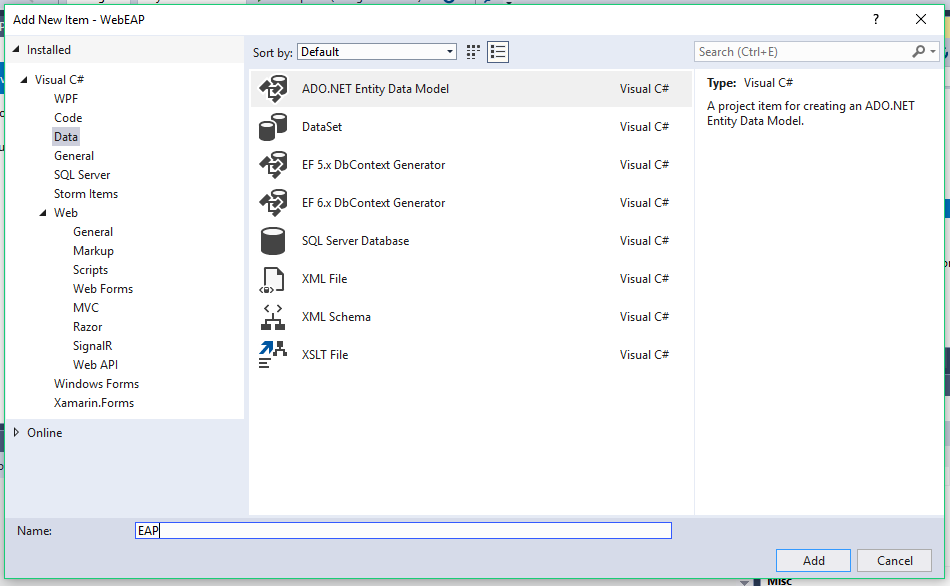 Add New Item - WebEAP
?
Installed
Sort by:
Default
Search (Ctrl+E)
Visual C#
WPF
Code
Data
General
SQL Server
Storm Items
Web
General
Markup
Scripts
Web Forms
MVC
Razor
SignalR
Web API
Windows Forms
Xamarin.Forms
Online
ADO.NET Entity Data Model Visual C#
DataSet Visual C#
EF 5.x DbContext Generator Visual C#
EF 6.x DbContext Generator Visual C#
SQL Server Database Visual C#
XML File Visual C#
XML Schema Visual C#
XSLT File Visual C#
Type: Visual C#
A project item for creating an ADO.NET
Entity Data Model.
Name:
EAP
Add
Cancel
Misc